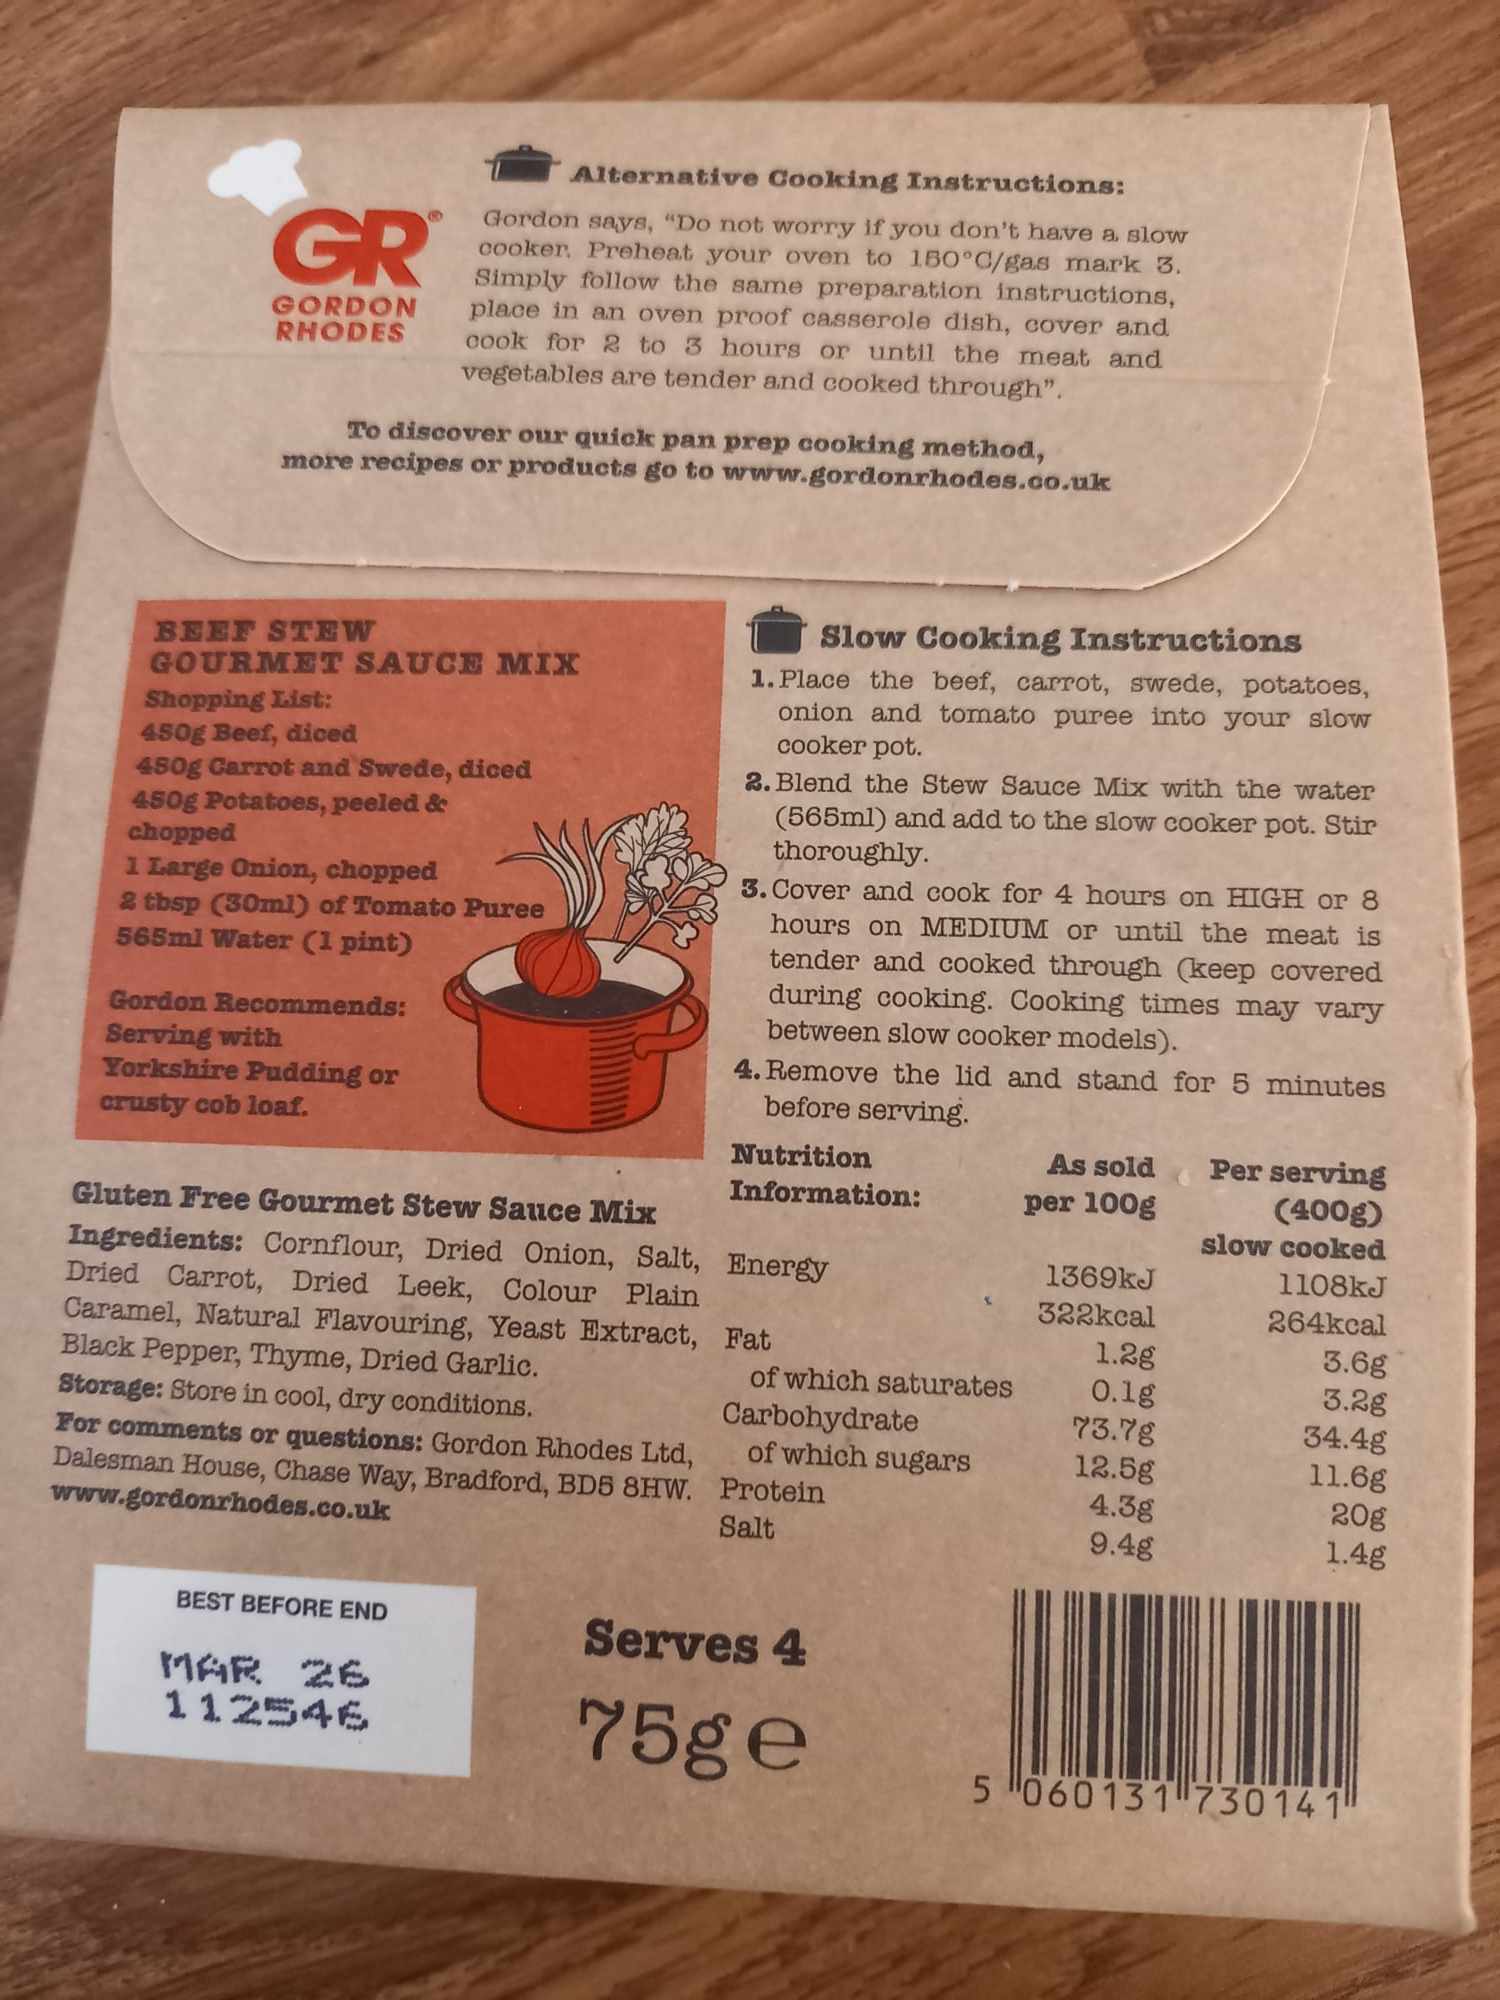 GR®
GORDON
RHODES
Alternative Cooking Instructions:
Gordon says, “Do not worry if you don't have a slow
cooker. Preheat your oven to 150°C/gas mark 3.
Simply follow the same preparation instructions,
place in an oven proof casserole dish, cover and
cook for 2 to 3 hours or until the meat and
vegetables are tender and cooked through”.
To discover our quick pan prep cooking method,
more recipes or products go to www.gordonrhodes.co.uk
BEEF STEW
GOURMET SAUCE MIX
Shopping List:
450g Beef, diced
450g Carrot and Swede, diced
450g Potatoes, peeled &
chopped
1 Large Onion, chopped
2 tbsp (30ml) of Tomato Puree
565ml Water (1 pint)
Gordon Recommends:
Serving with
Yorkshire Pudding or
crusty cob loaf.
Slow Cooking Instructions
1. Place the beef, carrot, swede, potatoes,
onion and tomato puree into your slow
cooker pot.
2. Blend the Stew Sauce Mix with the water
(565ml) and add to the slow cooker pot. Stir
thoroughly.
3. Cover and cook for 4 hours on HIGH or 8
hours on MEDIUM or until the meat is
tender and cooked through (keep covered
during cooking. Cooking times may vary
between slow cooker models).
4. Remove the lid and stand for 5 minutes
before serving.
Gluten Free Gourmet Stew Sauce Mix
Ingredients: Cornflour, Dried Onion, Salt,
Dried Carrot, Dried Leek, Colour Plain
Caramel, Natural Flavouring, Yeast Extract,
Black Pepper, Thyme, Dried Garlic.
Storage: Store in cool, dry conditions.
For comments or questions: Gordon Rhodes Ltd,
Dalesman House, Chase Way, Bradford, BD5 8HW.
www.gordonrhodes.co.uk
Nutrition As sold Per serving
Information: per 100g (400g)
slow cooked
Energy 1369kJ 1108kJ
322kcal 264kcal
Fat 1.2g 3.6g
of which saturates 0.1g 3.2g
Carbohydrate 73.7g 34.4g
of which sugars 12.5g 11.6g
Protein 4.3g 20g
Salt 9.4g 1.4g
BEST BEFORE END
MAR 26
112546
Serves 4
75g e
5 060131 730141